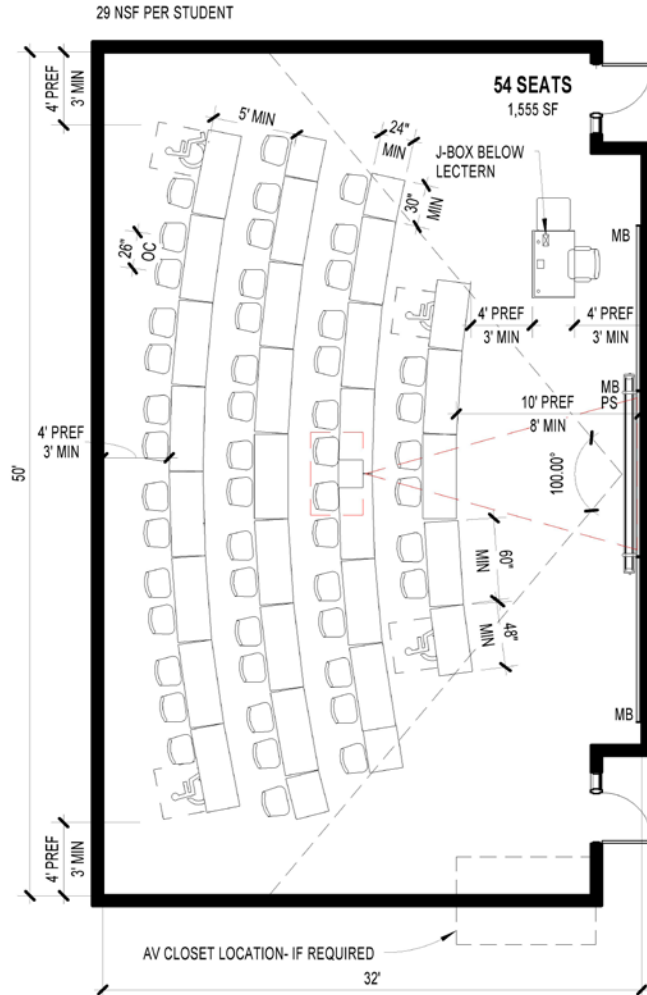 29 NSF PER STUDENT
4' PREF
3' MIN
54 SEATS
1,555 SF
5' MIN
24"
MIN
J-BOX BELOW
LECTERN
30"
MIN
MB
26"
OC
4' PREF
3' MIN
4' PREF
3' MIN
MB
PS
10' PREF
8' MIN
4' PREF
3' MIN
50'
100.00°
60"
MIN
48"
MIN
MB
4' PREF
3' MIN
AV CLOSET LOCATION- IF REQUIRED
32'